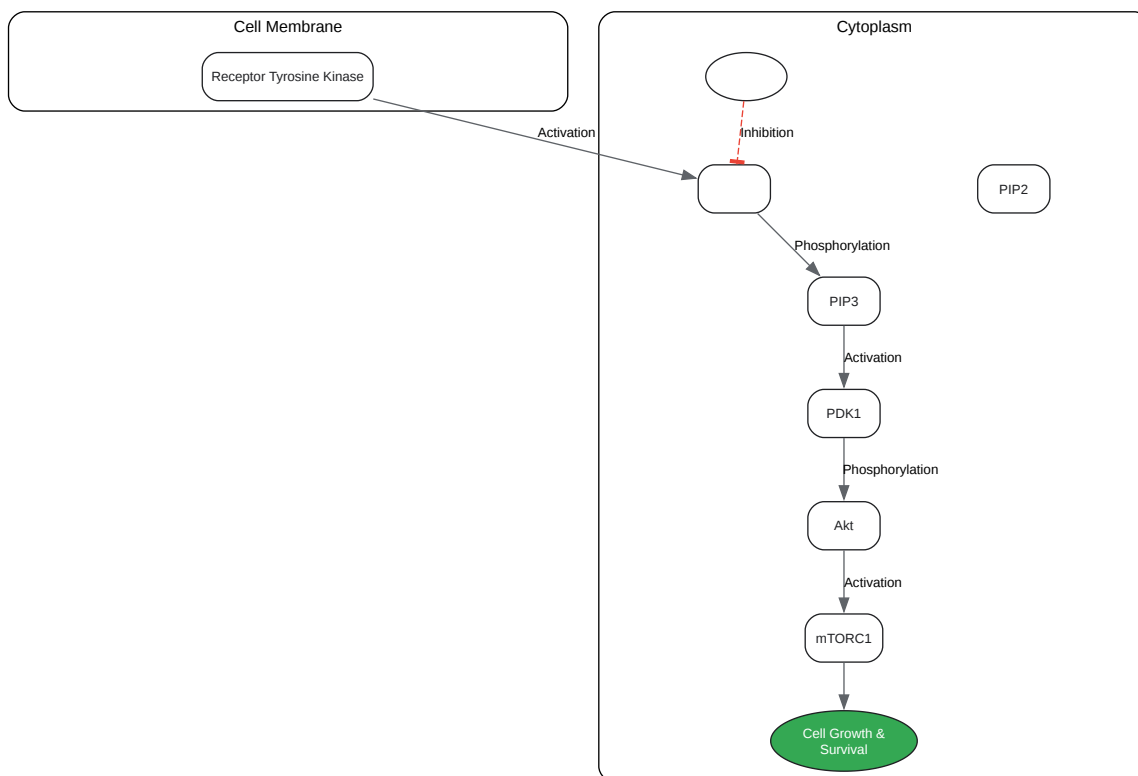 Cell Membrane
Receptor Tyrosine Kinase
Cytoplasm
Activation
Inhibition
PIP2
Phosphorylation
PIP3
Activation
PDK1
Phosphorylation
Akt
Activation
mTORC1
Cell Growth &
Survival